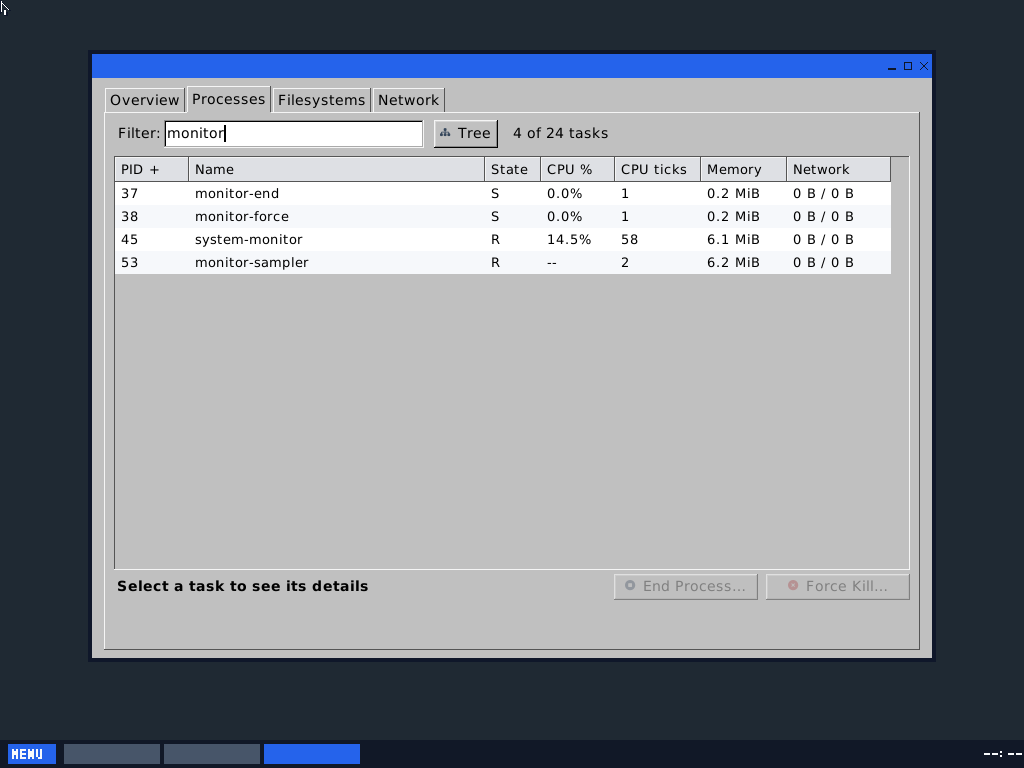 Overview Processes Filesystems Network
Filter: monitor Tree 4 of 24 tasks
PID + Name State CPU % CPU ticks Memory Network
37 monitor-end S 0.0% 1 0.2 MiB 0 B / 0 B
38 monitor-force S 0.0% 1 0.2 MiB 0 B / 0 B
45 system-monitor R 14.5% 58 6.1 MiB 0 B / 0 B
53 monitor-sampler R -- 2 6.2 MiB 0 B / 0 B
Select a task to see its details End Process... Force Kill...
MENU --:--